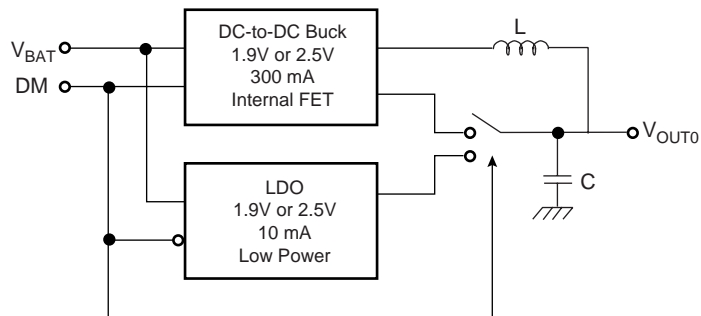 DC-to-DC Buck
1.9V or 2.5V
300 mA
Internal FET
L
VBAT
DM
VOUT0
C
LDO
1.9V or 2.5V
10 mA
Low Power